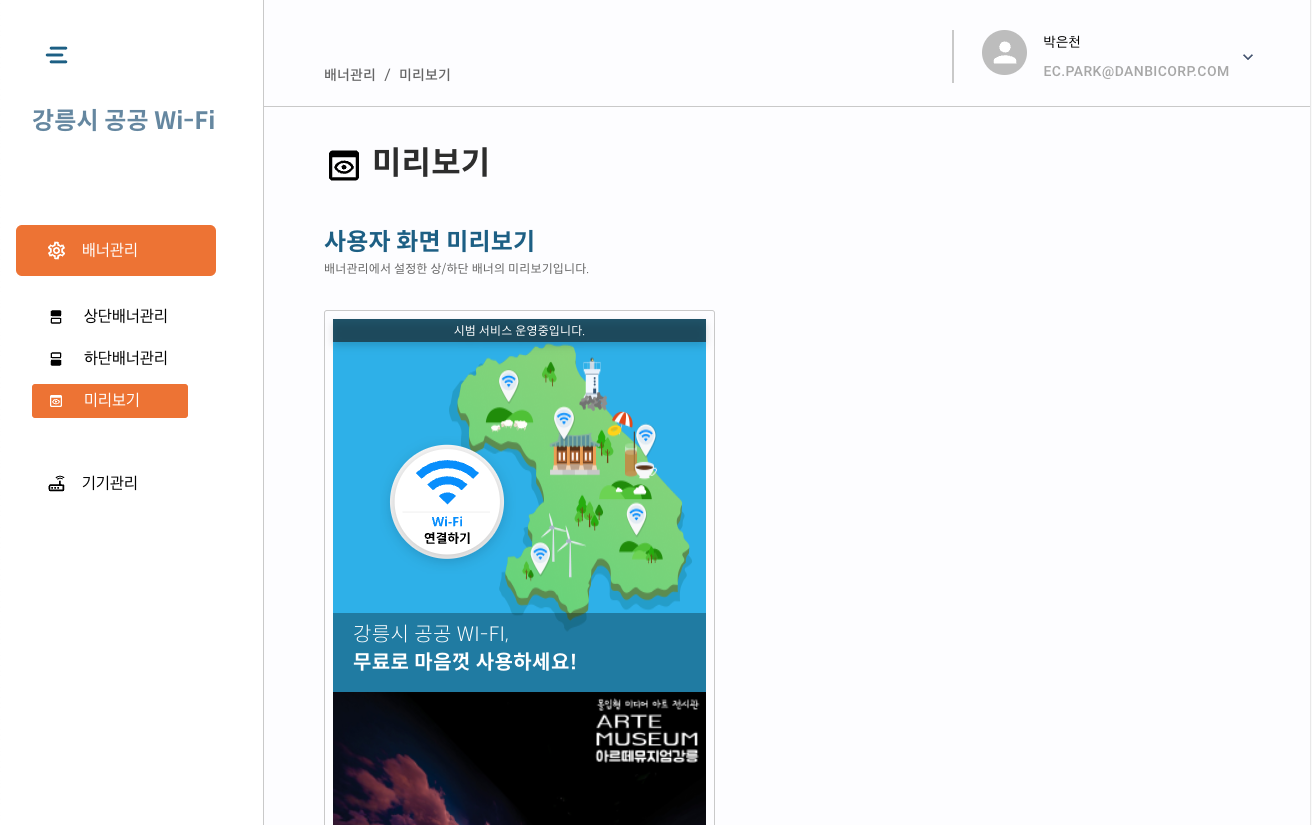 강릉시 공공 Wi-Fi
배너관리
상단배너관리
하단배너관리
미리보기
기기관리
배너관리 / 미리보기
박은천
EC.PARK@DANBICORP.COM
미리보기
사용자 화면 미리보기
배너관리에서 설정한 상/하단 배너의 미리보기입니다.
시범 서비스 운영중입니다.
Wi-Fi
연결하기
강릉시 공공 WI-FI,
무료로 마음껏 사용하세요!
몰입형 미디어 아트 전시관
ARTE
MUSEUM
아르떼뮤지엄강릉